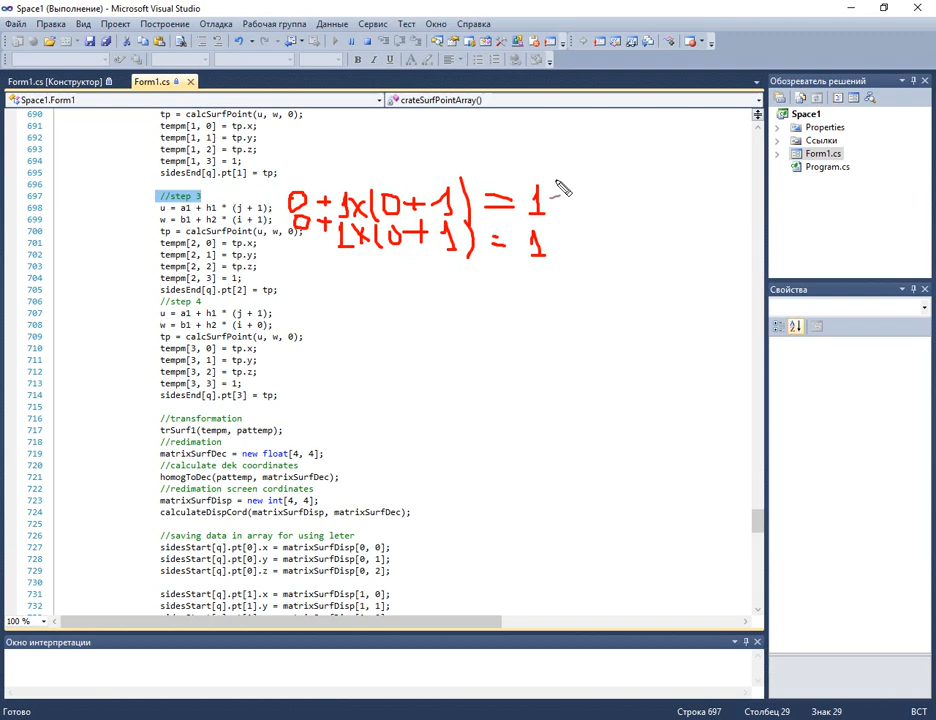 Space1 (Выполнение) - Microsoft Visual Studio
Файл Правка Вид Проект Построение Отладка Рабочая группа Данные Сервис Тест Окно Справка
Form1.cs [Конструктор] Form1.cs
Space1.Form1 crateSurfPointArray()
690 tp = calcSurfPoint(u, w, 0);
691 tempm[1, 0] = tp.x;
692 tempm[1, 1] = tp.y;
693 tempm[1, 2] = tp.z;
694 tempm[1, 3] = 1;
695 sidesEnd[q].pt[1] = tp;
696
697 //step 3
698 u = a1 + h1 * (j + 1);
699 w = b1 + h2 * (i + 1);
700 tp = calcSurfPoint(u, w, 0);
701 tempm[2, 0] = tp.x;
702 tempm[2, 1] = tp.y;
703 tempm[2, 2] = tp.z;
704 tempm[2, 3] = 1;
705 sidesEnd[q].pt[2] = tp;
706 //step 4
707 u = a1 + h1 * (j + 1);
708 w = b1 + h2 * (i + 0);
709 tp = calcSurfPoint(u, w, 0);
710 tempm[3, 0] = tp.x;
711 tempm[3, 1] = tp.y;
712 tempm[3, 2] = tp.z;
713 tempm[3, 3] = 1;
714 sidesEnd[q].pt[3] = tp;
715
716 //transformation
717 trSurf1(tempm, pattemp);
718 //redimation
719 matrixSurfDec = new float[4, 4];
720 //calculate dek coordinates
721 homogToDec(pattemp, matrixSurfDec);
722 //redimation screen cordinates
723 matrixSurfDisp = new int[4, 4];
724 calculateDispCord(matrixSurfDisp, matrixSurfDec);
725
726 //saving data in array for using leter
727 sidesStart[q].pt[0].x = matrixSurfDisp[0, 0];
728 sidesStart[q].pt[0].y = matrixSurfDisp[0, 1];
729 sidesStart[q].pt[0].z = matrixSurfDisp[0, 2];
730
731 sidesStart[q].pt[1].x = matrixSurfDisp[1, 0];
732 sidesStart[q].pt[1].y = matrixSurfDisp[1, 1];
0 + 1x(0 + 1) = 1
0 + 1x(0 + 1) = 1
100 %
Окно интерпретации
Обозреватель решений
Space1
Properties
Ссылки
Form1.cs
Program.cs
Свойства
Готово Строка 697 Столбец 29 Знак 29 ВСТ